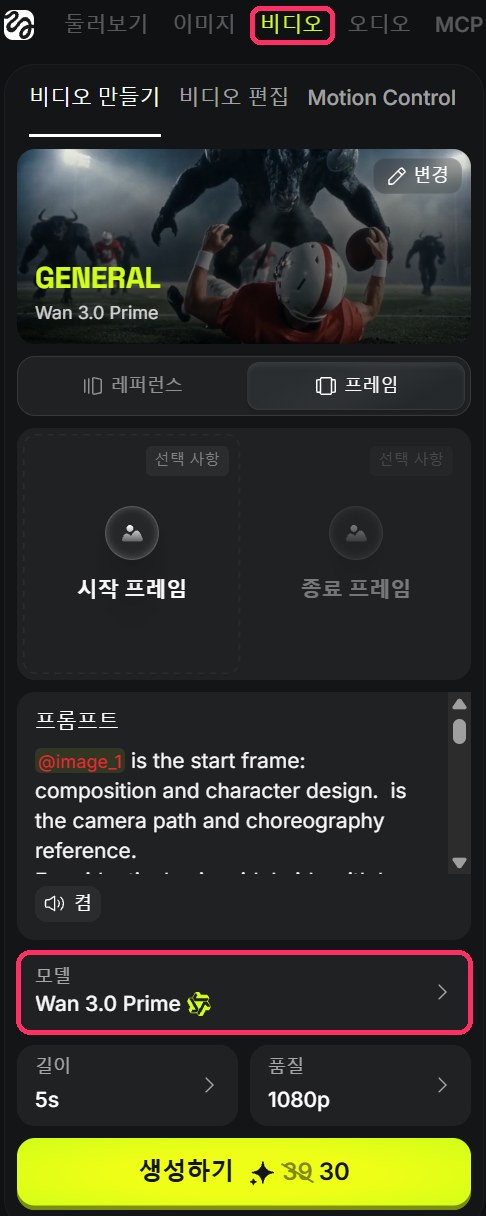 둘러보기 이미지 비디오 오디오 MCP
비디오 만들기 비디오 편집 Motion Control
변경
GENERAL
Wan 3.0 Prime
레퍼런스 프레임
선택 사항 선택 사항
시작 프레임 종료 프레임
프롬프트
@image_1 is the start frame:
composition and character design. is
the camera path and choreography
reference.
켬
모델
Wan 3.0 Prime
길이 품질
5s 1080p
생성하기 39 30